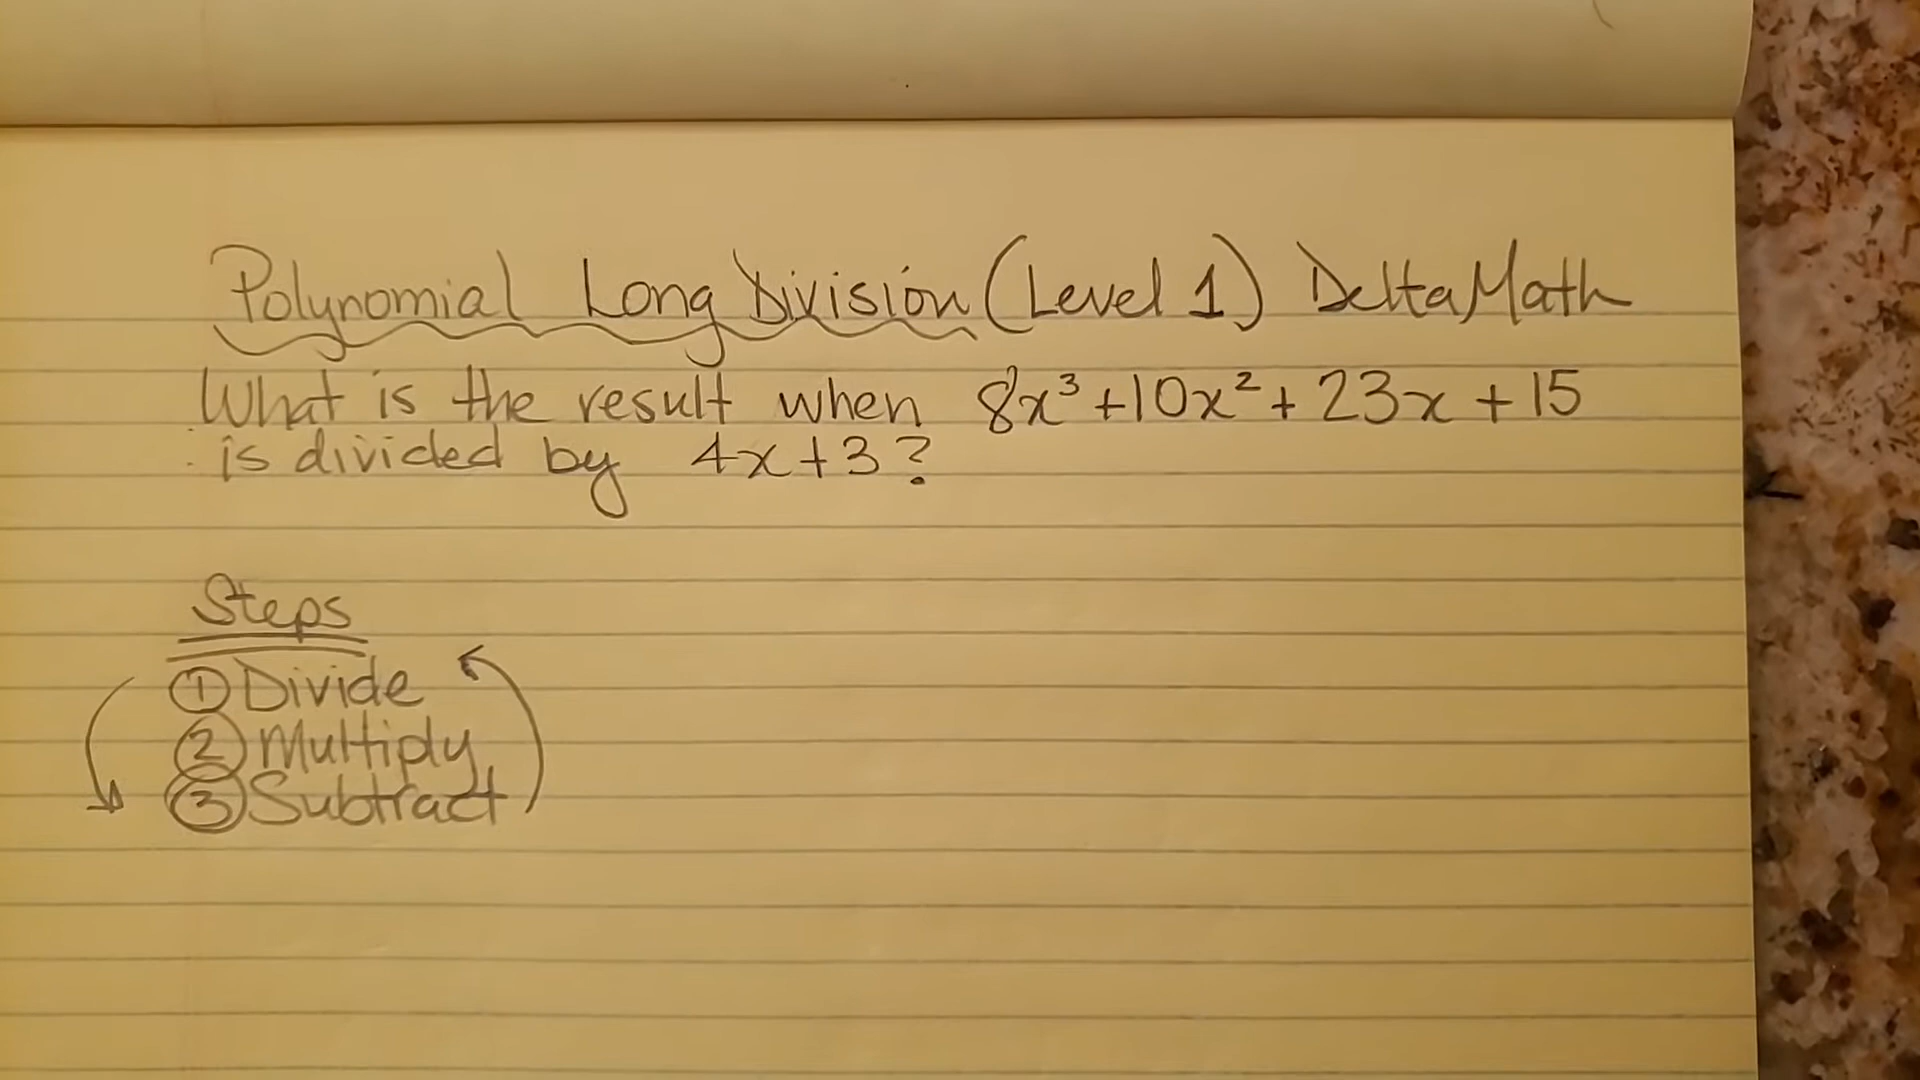 Polynomial Long Division (Level 1) DeltaMath
What is the result when 8x³+10x²+23x+15
is divided by 4x+3?
Steps
① Divide
② Multiply
③ Subtract